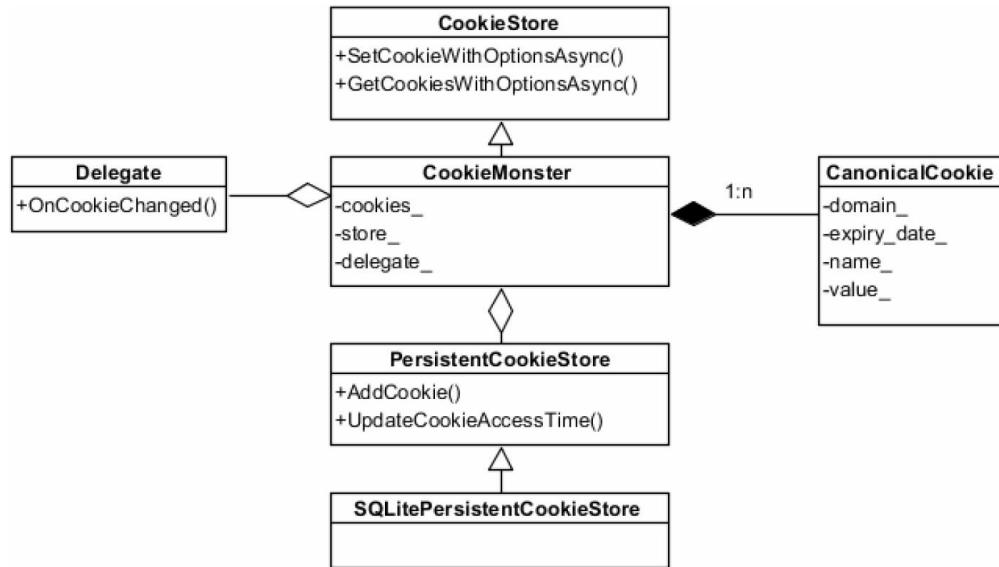 CookieStore
+SetCookieWithOptionsAsync()
+GetCookiesWithOptionsAsync()
Delegate
+OnCookieChanged()
CookieMonster
-cookies_
-store_
-delegate_
1:n
CanonicalCookie
-domain_
-expiry_date_
-name_
-value_
PersistentCookieStore
+AddCookie()
+UpdateCookieAccessTime()
SQLitePersistentCookieStore